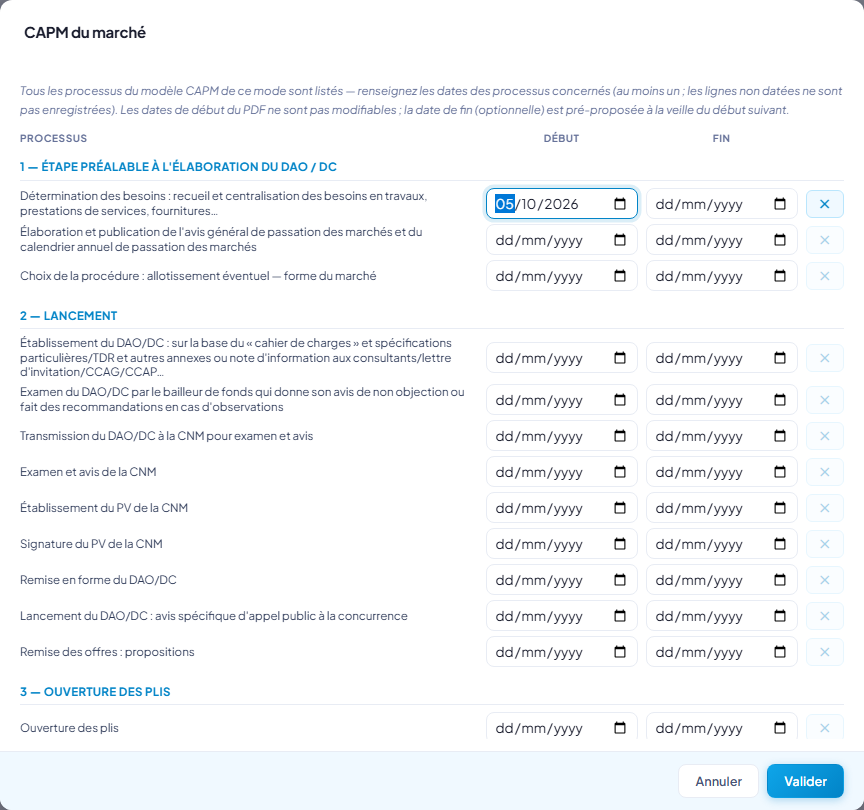 CAPM du marché
Tous les processus du modèle CAPM de ce mode sont listés — renseignez les dates des processus concernés (au moins un ; les lignes non datées ne sont
pas enregistrées). Les dates de début du PDF ne sont pas modifiables ; la date de fin (optionnelle) est pré-proposée à la veille du début suivant.
PROCESSUS DÉBUT FIN
1 — ÉTAPE PRÉALABLE À L'ÉLABORATION DU DAO / DC
Détermination des besoins : recueil et centralisation des besoins en travaux,
prestations de services, fournitures…
05/10/2026 dd/mm/yyyy
Élaboration et publication de l'avis général de passation des marchés et du
calendrier annuel de passation des marchés
dd/mm/yyyy dd/mm/yyyy
Choix de la procédure : allotissement éventuel — forme du marché dd/mm/yyyy dd/mm/yyyy
2 — LANCEMENT
Établissement du DAO/DC : sur la base du « cahier de charges » et spécifications
particulières/TDR et autres annexes ou note d'information aux consultants/lettre
d'invitation/CCAG/CCAP…
dd/mm/yyyy dd/mm/yyyy
Examen du DAO/DC par le bailleur de fonds qui donne son avis de non objection ou
fait des recommandations en cas d'observations
dd/mm/yyyy dd/mm/yyyy
Transmission du DAO/DC à la CNM pour examen et avis dd/mm/yyyy dd/mm/yyyy
Examen et avis de la CNM dd/mm/yyyy dd/mm/yyyy
Établissement du PV de la CNM dd/mm/yyyy dd/mm/yyyy
Signature du PV de la CNM dd/mm/yyyy dd/mm/yyyy
Remise en forme du DAO/DC dd/mm/yyyy dd/mm/yyyy
Lancement du DAO/DC : avis spécifique d'appel public à la concurrence dd/mm/yyyy dd/mm/yyyy
Remise des offres : propositions dd/mm/yyyy dd/mm/yyyy
3 — OUVERTURE DES PLIS
Ouverture des plis dd/mm/yyyy dd/mm/yyyy
Annuler Valider